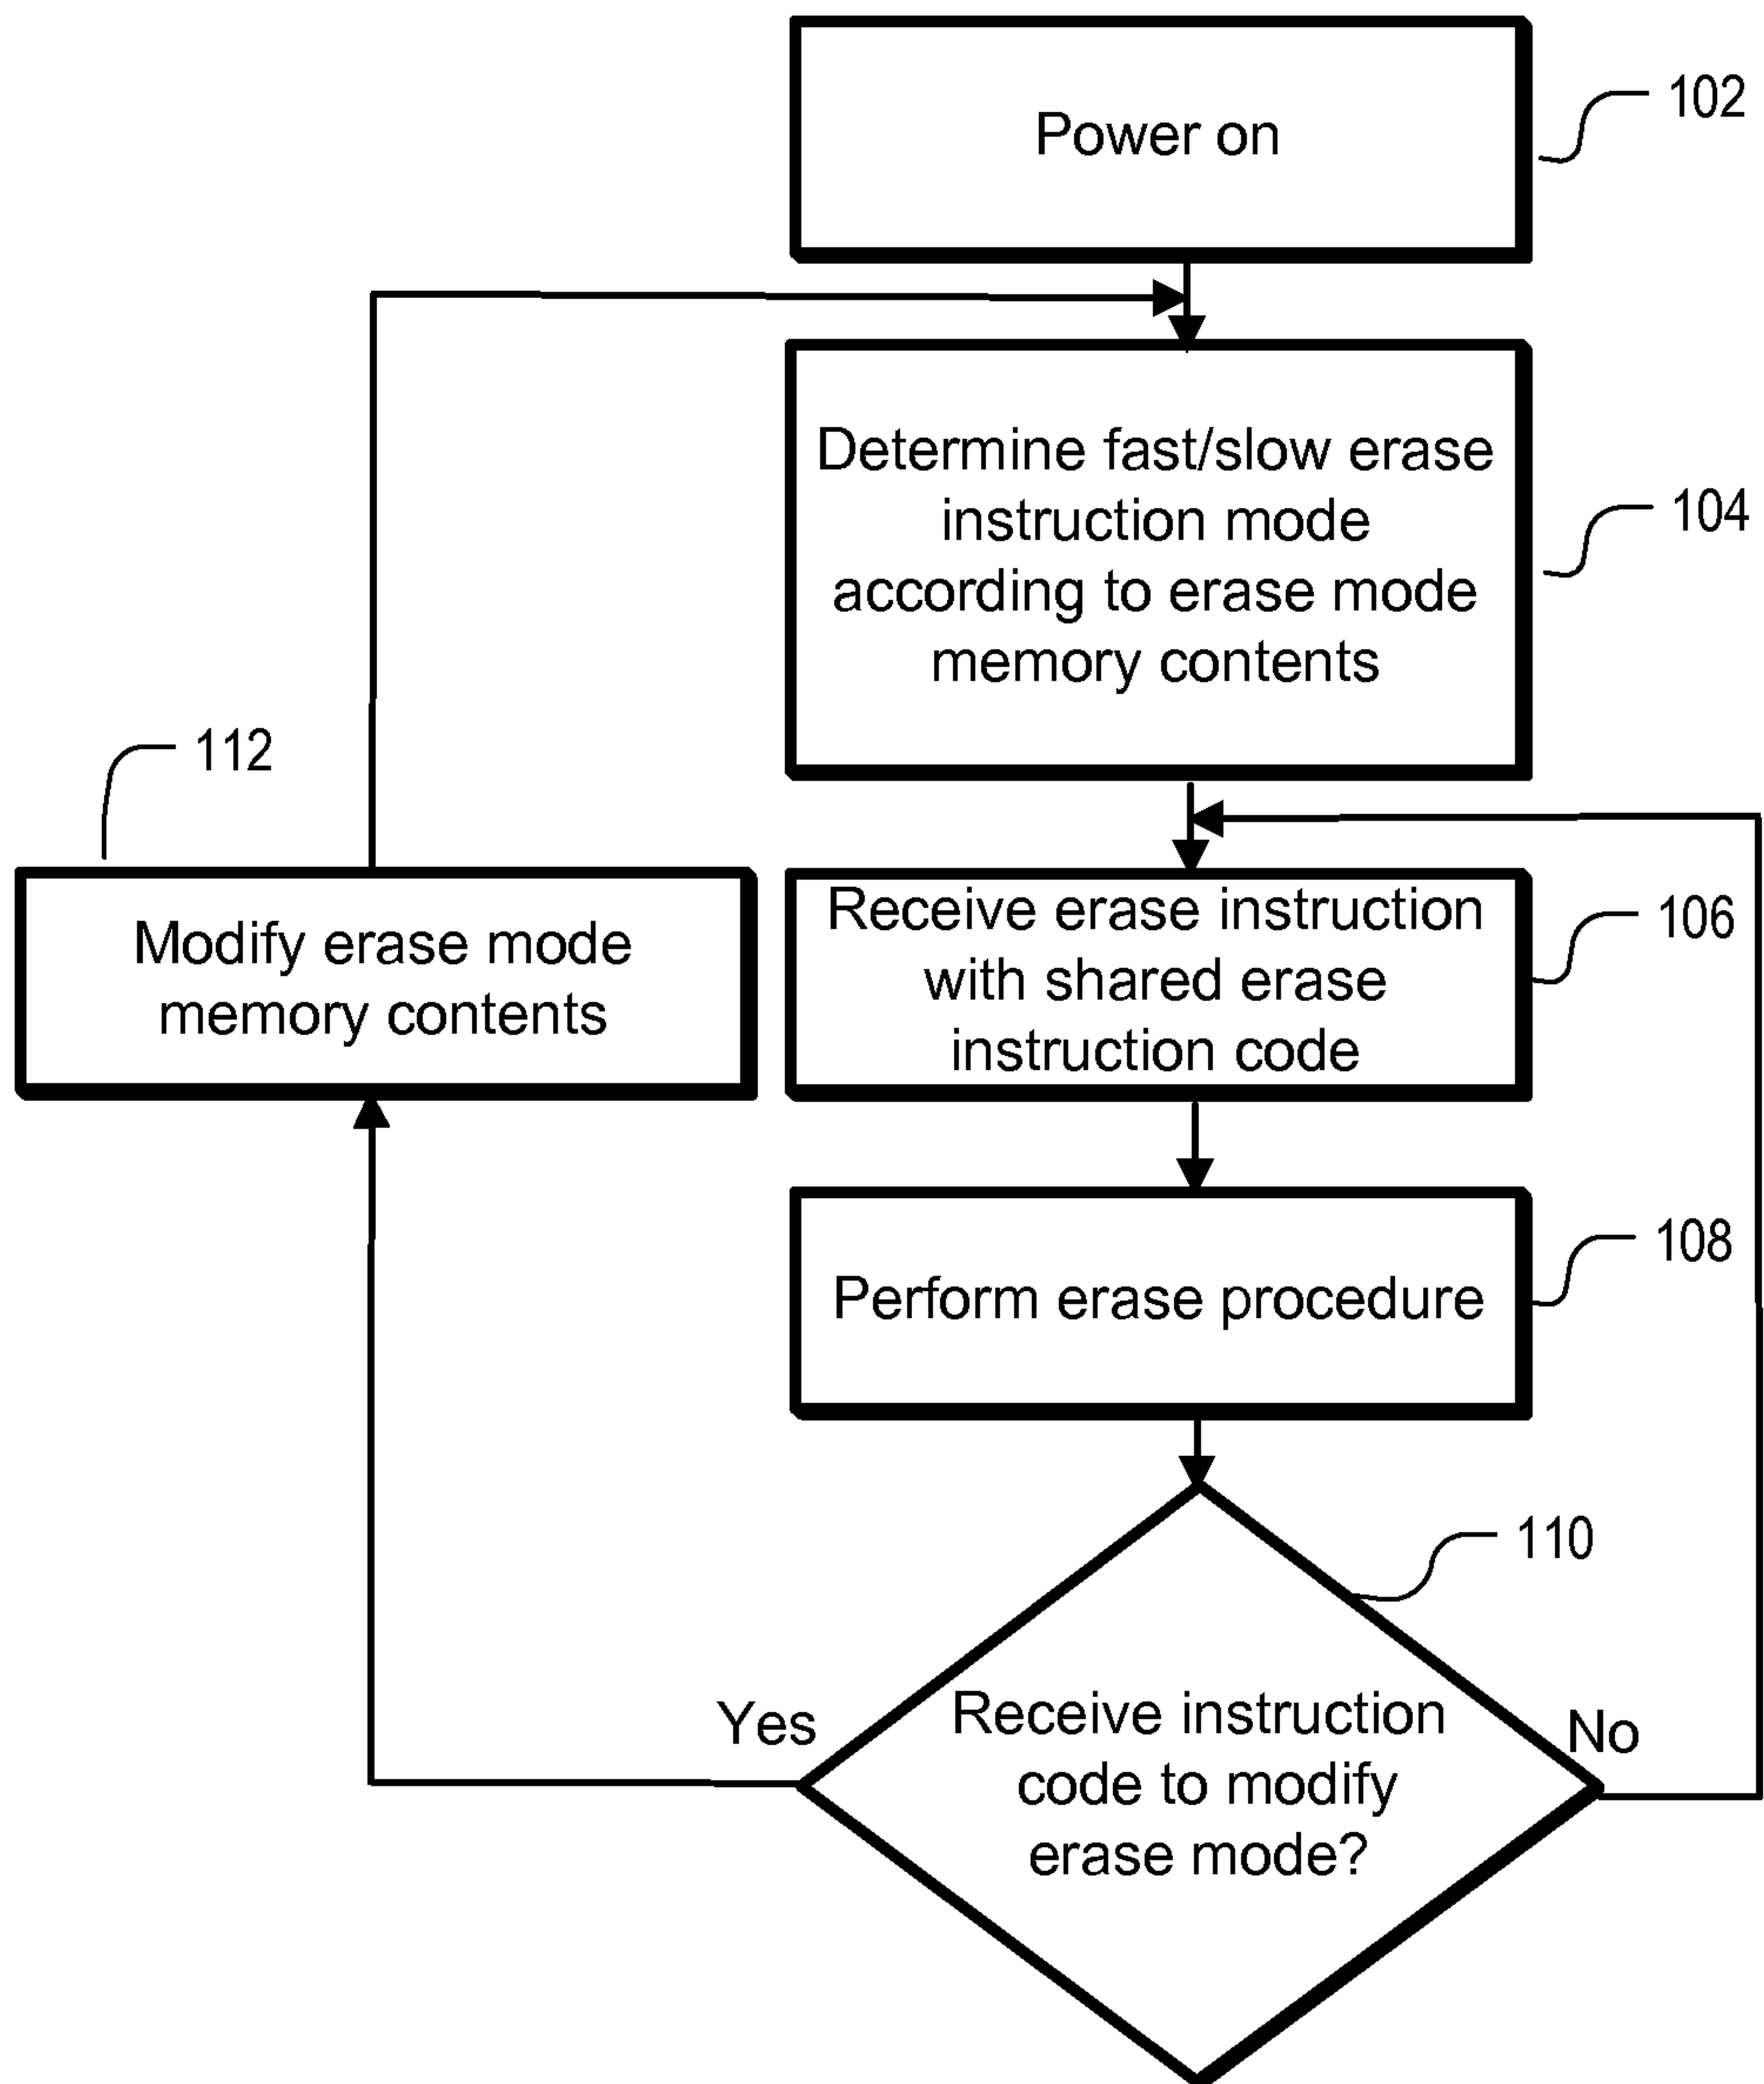 Power on
102
Determine fast/slow erase
instruction mode
according to erase mode
memory contents
104
112
Modify erase mode
memory contents
Receive erase instruction
with shared erase
instruction code
106
Perform erase procedure
108
110
Yes
Receive instruction
code to modify
erase mode?
No